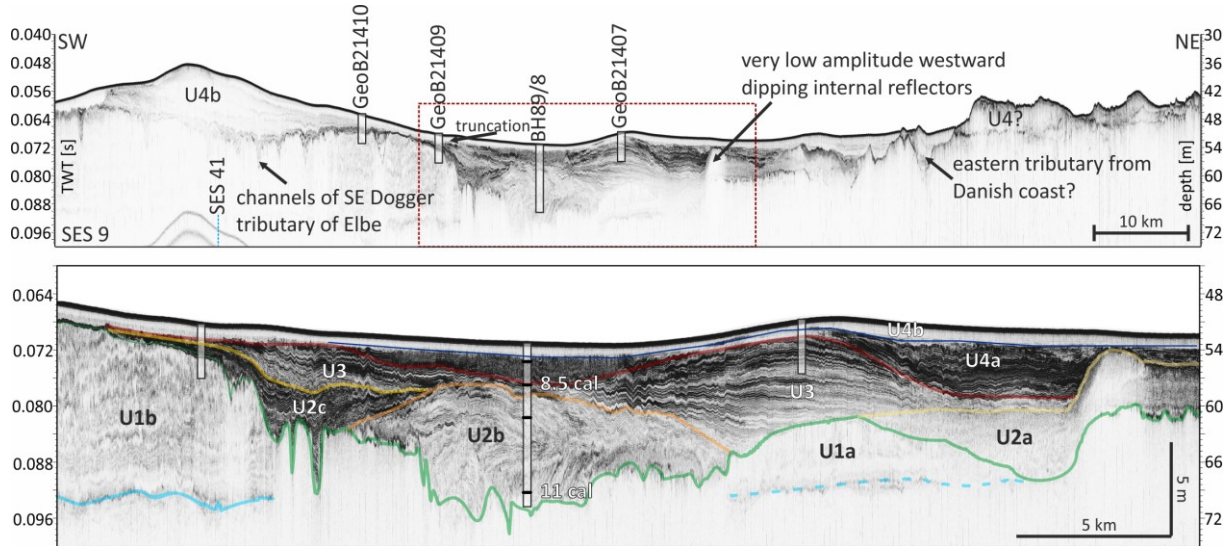 SW
NE
0.040
0.048
0.056
0.064
0.072
0.080
0.088
0.096
TWT [s]
30
36
42
48
54
60
66
72
depth [m]
U4b
GeoB21410
GeoB21409
BH89/8
GeoB21407
truncation
very low amplitude westward
dipping internal reflectors
U4?
channels of SE Dogger
tributary of Elbe
SES 41
SES 9
eastern tributary from
Danish coast?
10 km
0.064
0.072
0.080
0.088
0.096
48
54
60
66
72
U4b
U4a
U3
8.5 cal
U3
U2c
U1b
U2b
U1a
U2a
11 cal
5 m
5 km